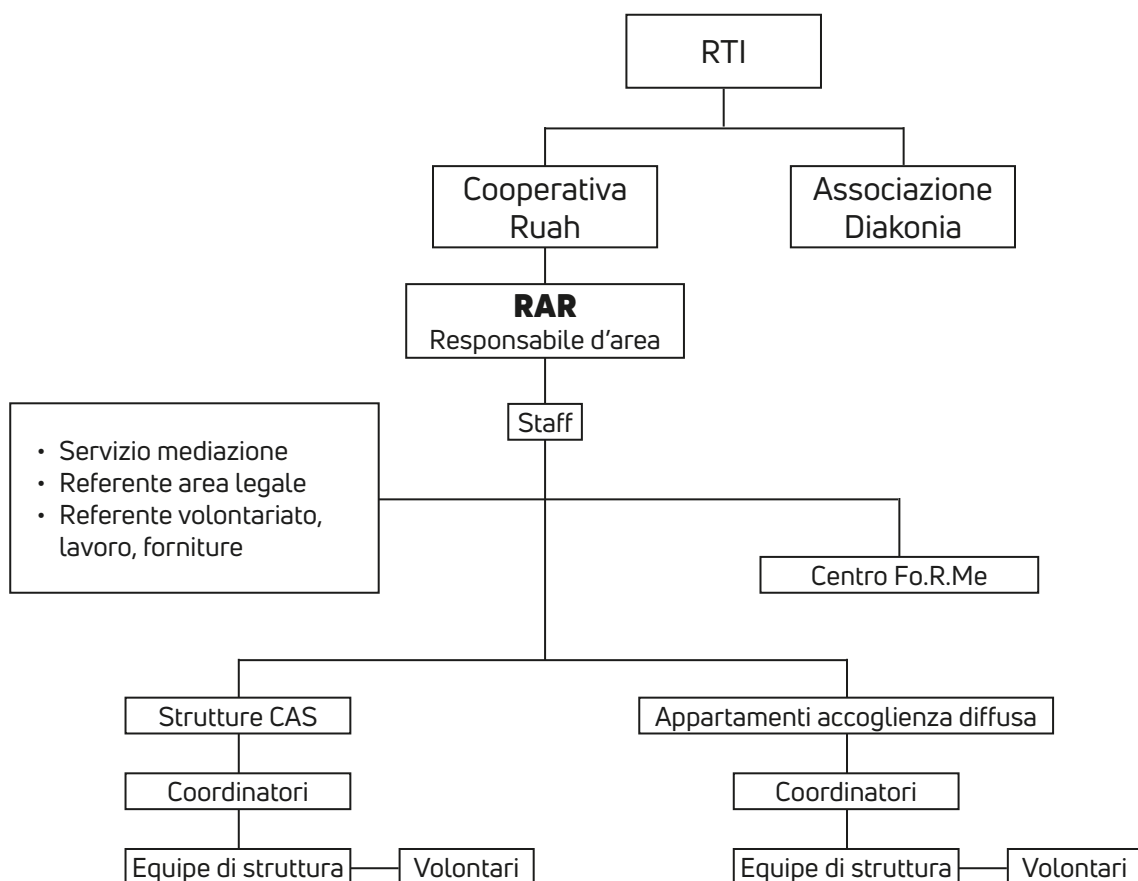 RTI
Cooperativa
Ruah
Associazione
Diakonia
RAR
Responsabile d'area
Staff
• Servizio mediazione
• Referente area legale
• Referente volontariato,
lavoro, forniture
Centro Fo.R.Me
Strutture CAS
Appartamenti accoglienza diffusa
Coordinatori
Coordinatori
Equipe di struttura
Volontari
Equipe di struttura
Volontari